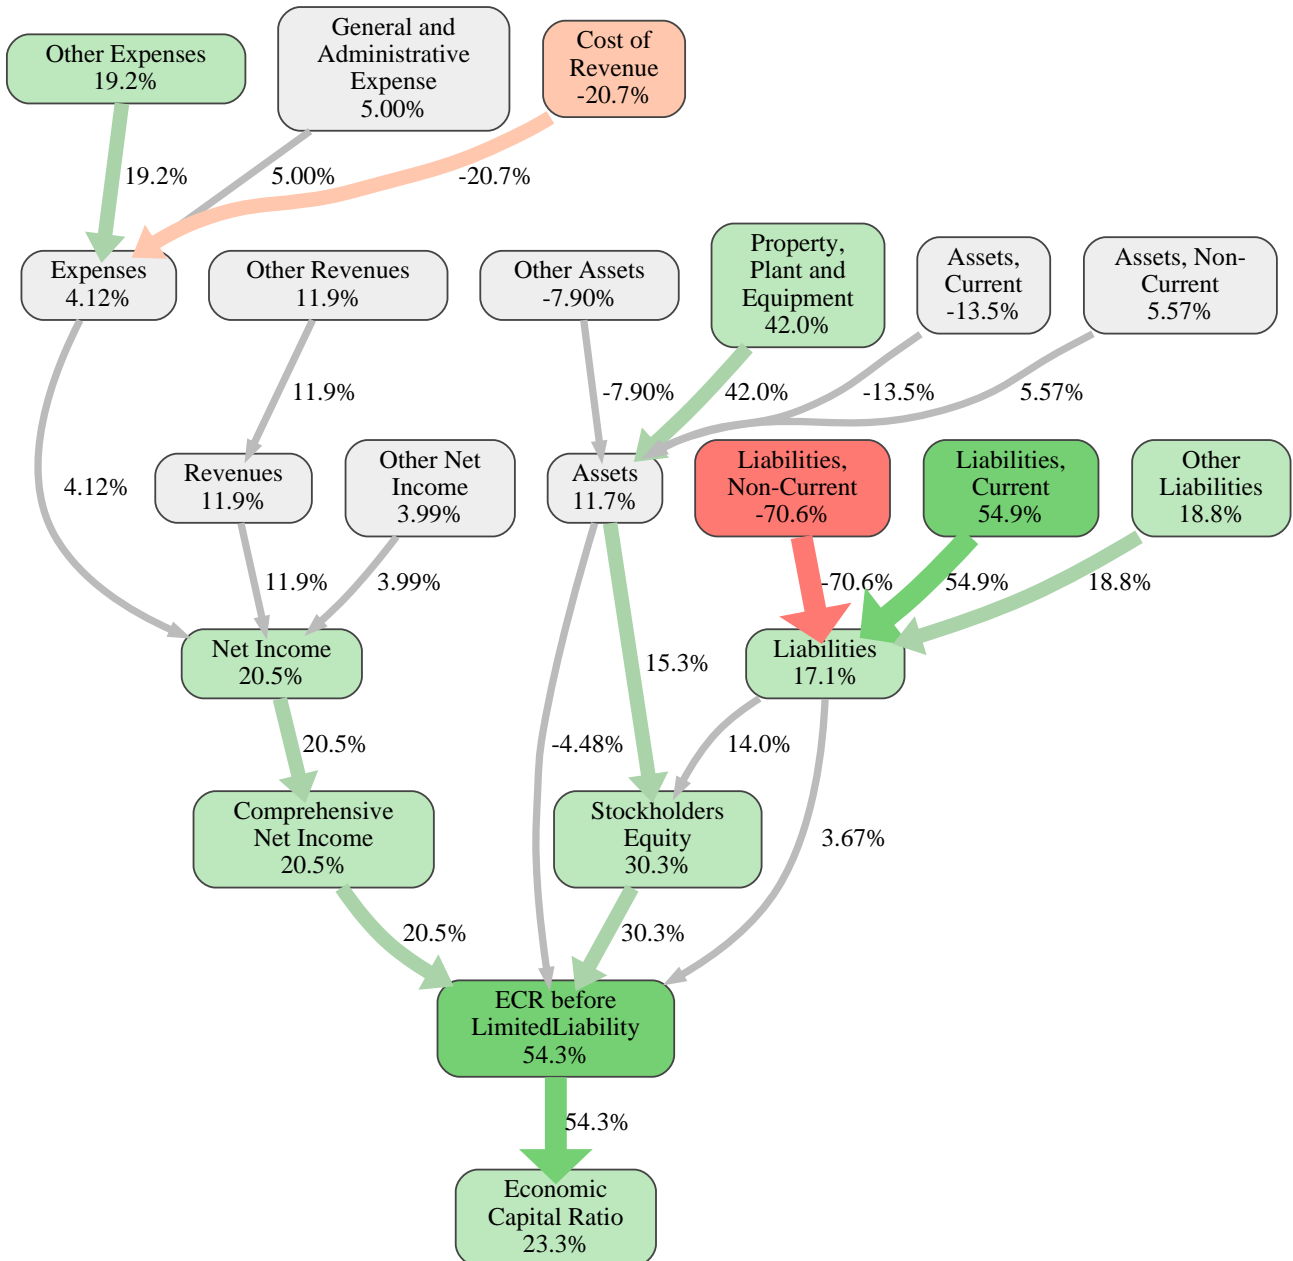 Other Expenses
19.2%
General and
Administrative
Expense
5.00%
Cost of
Revenue
-20.7%
19.2%
5.00%
-20.7%
Expenses
4.12%
Other Revenues
11.9%
Other Assets
-7.90%
Property,
Plant and
Equipment
42.0%
Assets,
Current
-13.5%
Assets, Non-
Current
5.57%
11.9%
-7.90%
42.0%
-13.5%
5.57%
4.12%
Revenues
11.9%
Other Net
Income
3.99%
Assets
11.7%
Liabilities,
Non-Current
-70.6%
Liabilities,
Current
54.9%
Other
Liabilities
18.8%
11.9%
3.99%
-70.6%
54.9%
18.8%
Net Income
20.5%
15.3%
Liabilities
17.1%
20.5%
-4.48%
14.0%
Comprehensive
Net Income
20.5%
Stockholders
Equity
30.3%
3.67%
20.5%
30.3%
ECR before
LimitedLiability
54.3%
54.3%
Economic
Capital Ratio
23.3%